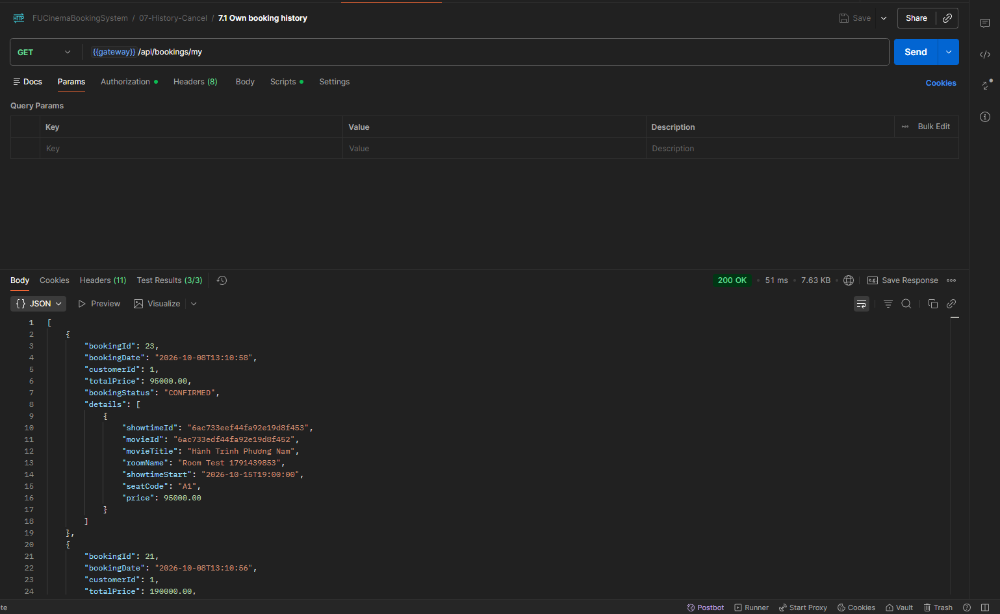 HTTP FUCinemaBookingSystem / 07-History-Cancel / 7.1 Own booking history Save Share
GET {{gateway}} /api/bookings/my Send
Docs Params Authorization Headers (8) Body Scripts Settings Cookies
Query Params
Key Value Description Bulk Edit
Key Value Description
Body Cookies Headers (11) Test Results (3/3) 200 OK 51 ms 7.63 KB e.g. Save Response
{} JSON Preview Visualize
1 [
2 {
3 "bookingId": 23,
4 "bookingDate": "2026-10-08T13:10:58",
5 "customerId": 1,
6 "totalPrice": 95000.00,
7 "bookingStatus": "CONFIRMED",
8 "details": [
9 {
10 "showtimeId": "6ac733eef44fa92e19d8f453",
11 "movieId": "6ac733edf44fa92e19d8f452",
12 "movieTitle": "Hành Trình Phương Nam",
13 "roomName": "Room Test 1791439853",
14 "showtimeStart": "2026-10-15T19:00:00",
15 "seatCode": "A1",
16 "price": 95000.00
17 }
18 ]
19 },
20 {
21 "bookingId": 21,
22 "bookingDate": "2026-10-08T13:10:56",
23 "customerId": 1,
24 "totalPrice": 190000.00,
te Postbot Runner Start Proxy Cookies Vault Trash